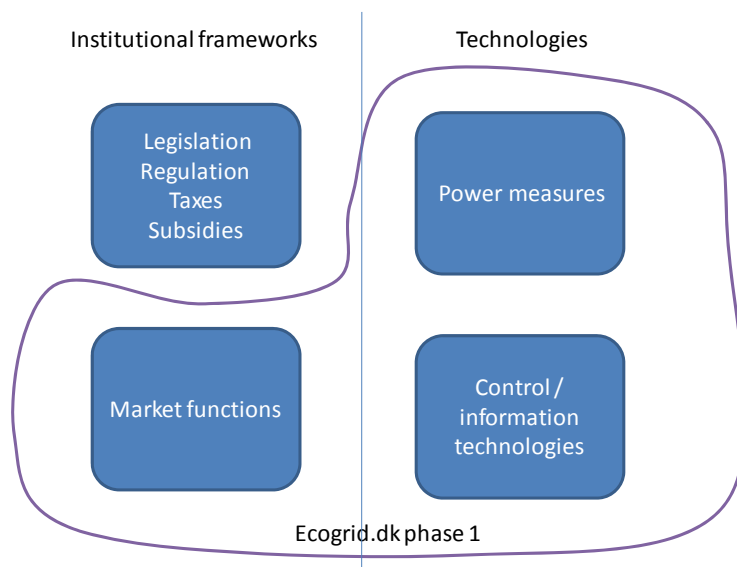 Institutional frameworks
Technologies
Legislation
Regulation
Taxes
Subsidies
Power measures
Market functions
Control /
information
technologies
Ecogrid.dk phase 1